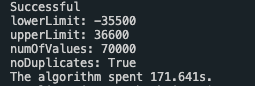 Successful
lowerLimit: -35500
upperLimit: 36600
numOfValues: 70000
noDuplicates: True
The algorithm spent 171.641s.